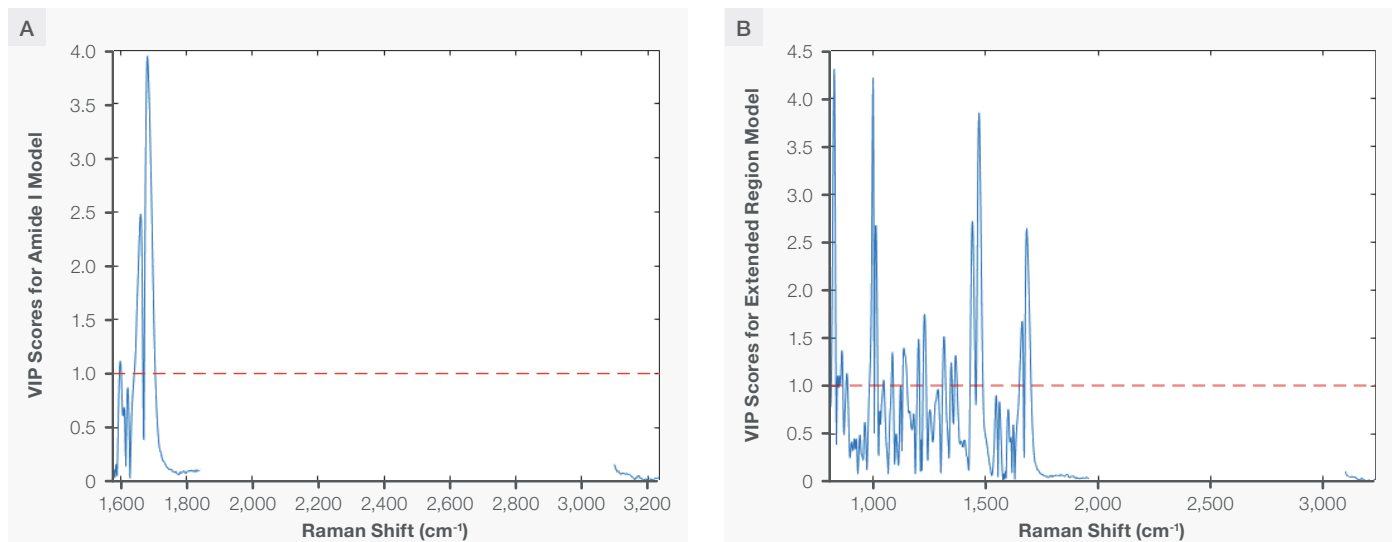 A
VIP Scores for Amide I Model
4.0
3.5
3.0
2.5
2.0
1.5
1.0
0.5
0
1,600 1,800 2,000 2,200 2,400 2,600 2,800 3,000 3,200
Raman Shift (cm⁻¹)
B
VIP Scores for Extended Region Model
4.5
4.0
3.5
3.0
2.5
2.0
1.5
1.0
0.5
0
1,000 1,500 2,000 2,500 3,000
Raman Shift (cm⁻¹)